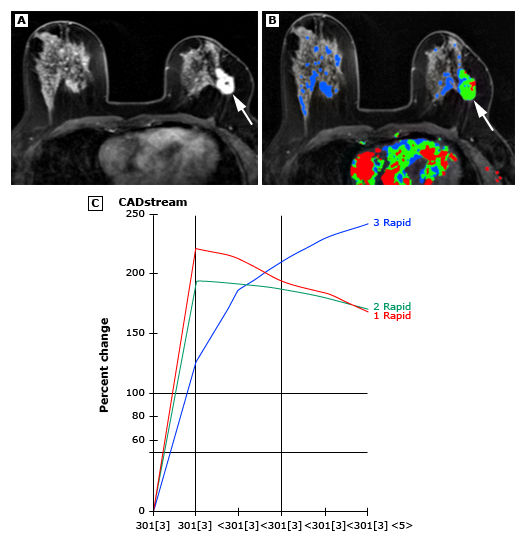 A
B
C CADstream
250
3 Rapid
200
2 Rapid
1 Rapid
150
Percent change
100
80
60
0
301[3] 301[3] <301[3] <301[3] <301[3] <301[3] <5>